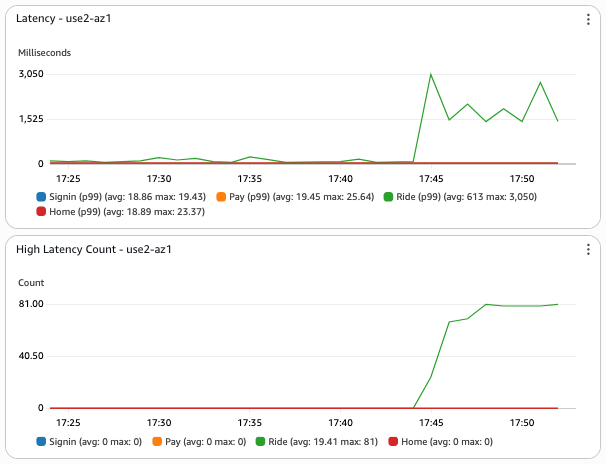 Latency - use2-az1
Milliseconds
3,050
1,525
0
17:25 17:30 17:35 17:40 17:45 17:50
Signin (p99) (avg: 18.86 max: 19.43) Pay (p99) (avg: 19.45 max: 25.64) Ride (p99) (avg: 613 max: 3,050)
Home (p99) (avg: 18.89 max: 23.37)
High Latency Count - use2-az1
Count
81.00
40.50
0
17:25 17:30 17:35 17:40 17:45 17:50
Signin (avg: 0 max: 0) Pay (avg: 0 max: 0) Ride (avg: 19.41 max: 81) Home (avg: 0 max: 0)